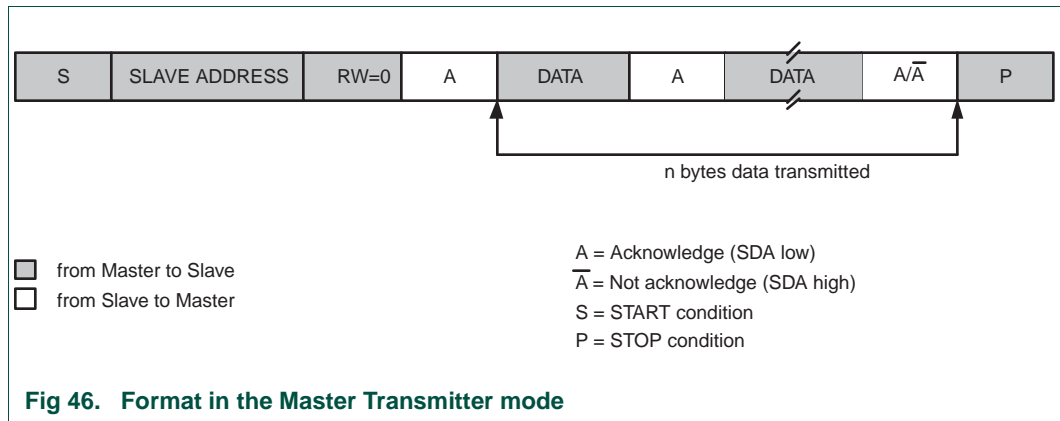 S SLAVE ADDRESS RW=0 A DATA A DATA A/A̅ P
n bytes data transmitted
from Master to Slave
from Slave to Master
A = Acknowledge (SDA low)
A̅ = Not acknowledge (SDA high)
S = START condition
P = STOP condition
Fig 46. Format in the Master Transmitter mode